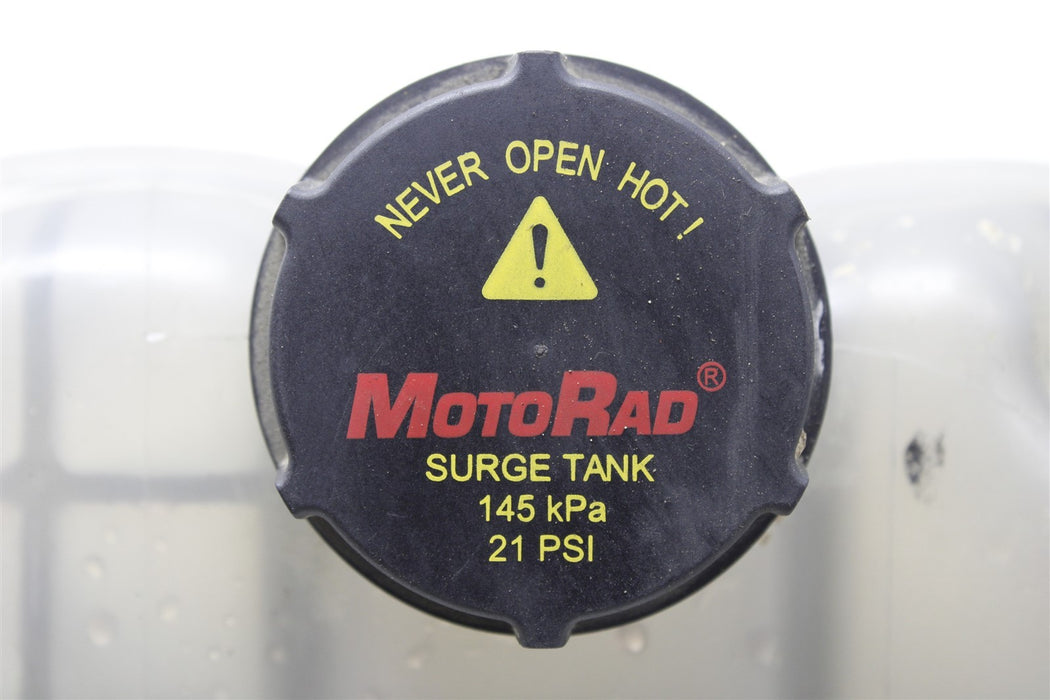 NEVER OPEN HOT!
!
MOTORAD®
SURGE TANK
145 kPa
21 PSI